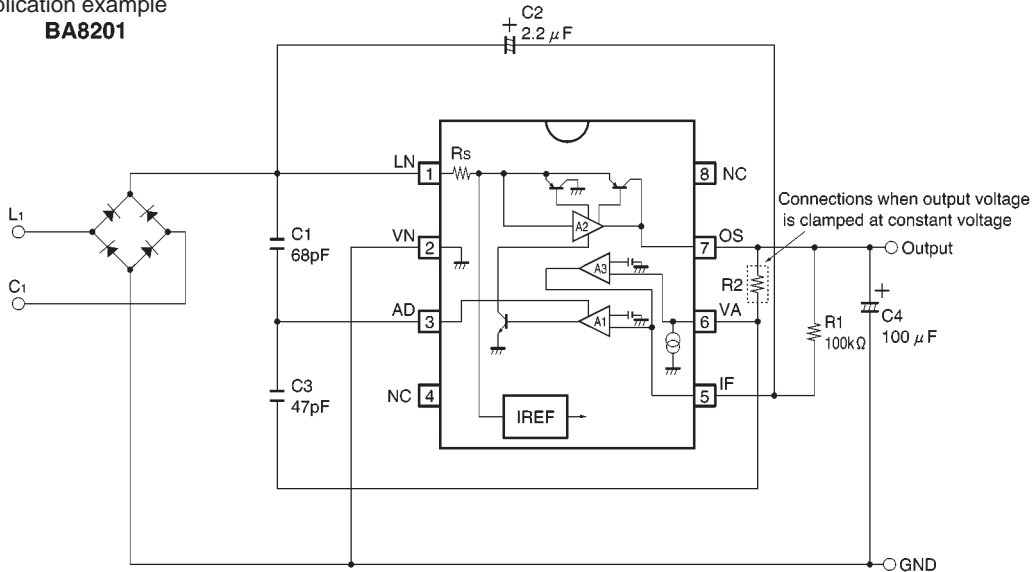 plication example
BA8201
C2
+
2.2 µF
LN
1
Rs
8
NC
Connections when output voltage
is clamped at constant voltage
L1
C1
68pF
VN
2
A2
7
OS
Output
A3
R2
+
C1
AD
3
A1
6
VA
R1
100kΩ
C4
100 µF
C3
47pF
NC
4
IREF
5
IF
GND